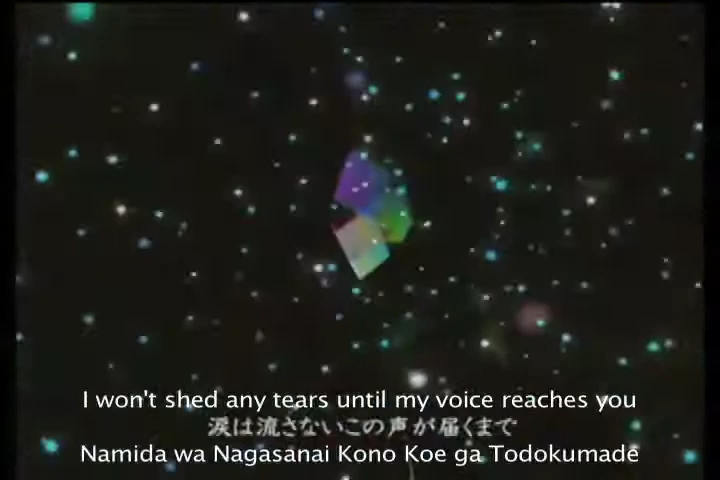 I won't shed any tears until my voice reaches you
涙は流さないこの声が届くまで
Namida wa Nagasanai Kono Koe ga Todokumade